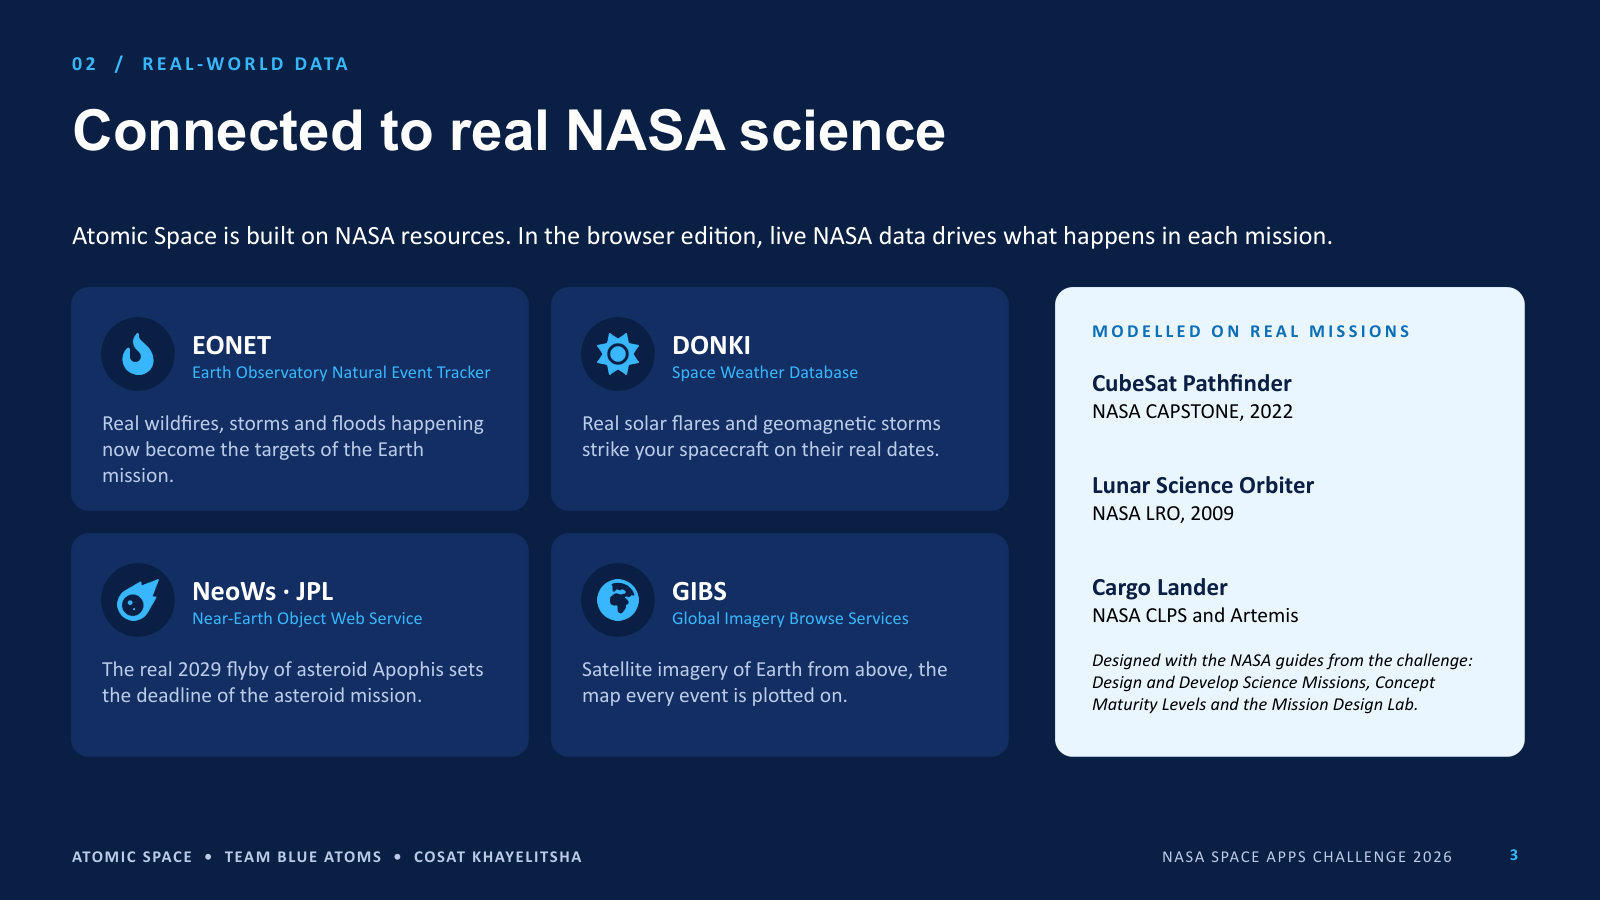 02 / REAL-WORLD DATA
Connected to real NASA science
Atomic Space is built on NASA resources. In the browser edition, live NASA data drives what happens in each mission.
EONET
Earth Observatory Natural Event Tracker
Real wildfires, storms and floods happening
now become the targets of the Earth
mission.
DONKI
Space Weather Database
Real solar flares and geomagnetic storms
strike your spacecraft on their real dates.
NeoWs · JPL
Near-Earth Object Web Service
The real 2029 flyby of asteroid Apophis sets
the deadline of the asteroid mission.
GIBS
Global Imagery Browse Services
Satellite imagery of Earth from above, the
map every event is plotted on.
MODELLED ON REAL MISSIONS
CubeSat Pathfinder
NASA CAPSTONE, 2022
Lunar Science Orbiter
NASA LRO, 2009
Cargo Lander
NASA CLPS and Artemis
Designed with the NASA guides from the challenge:
Design and Develop Science Missions, Concept
Maturity Levels and the Mission Design Lab.
ATOMIC SPACE • TEAM BLUE ATOMS • COSAT KHAYELITSHA
NASA SPACE APPS CHALLENGE 2026
3